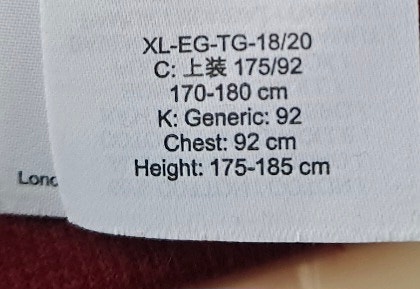 XL-EG-TG-18/20
C: 上装 175/92
170-180 cm
K: Generic: 92
Chest: 92 cm
Height: 175-185 cm